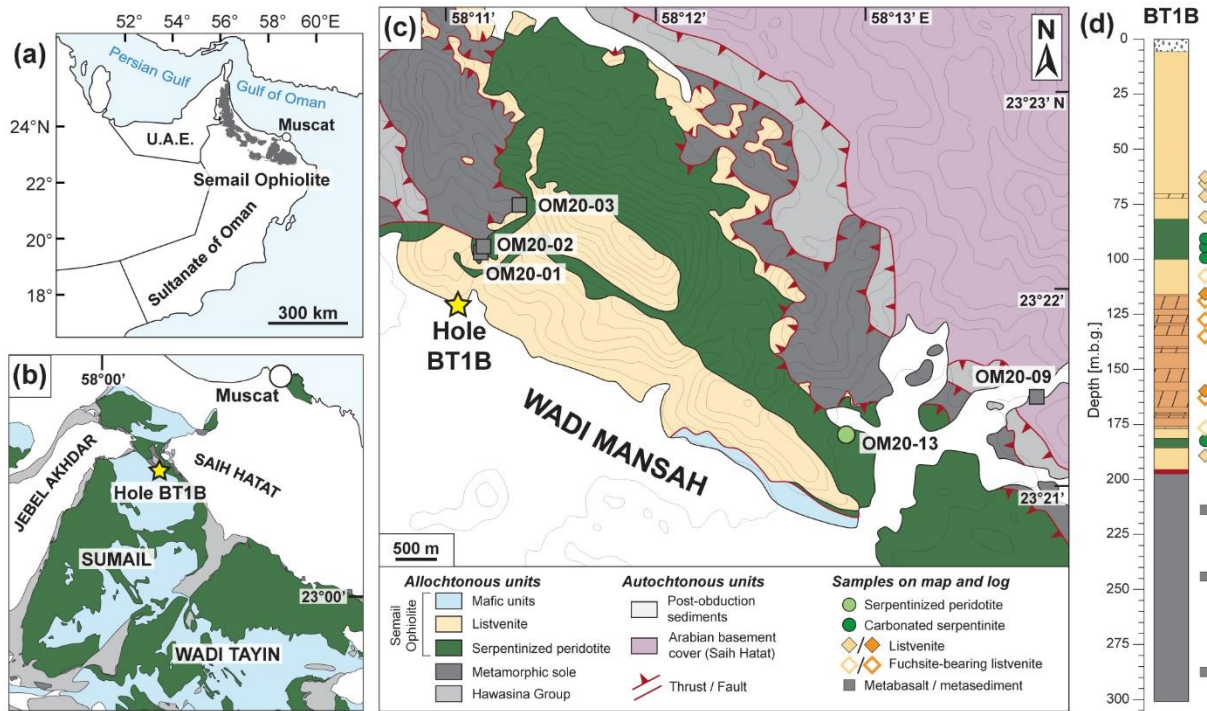 (a)
52°
54°
56°
58°
60°E
Persian Gulf
Gulf of Oman
24°N
22°
20°
18°
U.A.E.
Muscat
Semail Ophiolite
Sultanate of Oman
300 km
(b)
58°00'
Muscat
JEBEL AKHDAR
SAIH HATAT
Hole BT1B
SUMAIL
23°00'
WADI TAYIN
(c)
58°11'
58°12'
58°13' E
N
23°23' N
OM20-03
OM20-02
OM20-01
23°22'
Hole
BT1B
OM20-09
WADI MANSAH
OM20-13
23°21'
500 m
Allochtonous units
Semail
Ophiolite
Mafic units
Listvenite
Serpentinized peridotite
Metamorphic sole
Hawasina Group
Autochtonous units
Post-obduction
sediments
Arabian basement
cover (Saih Hatat)
Thrust / Fault
Samples on map and log
Serpentinized peridotite
Carbonated serpentinite
/ Listvenite
/ Fuchsite-bearing listvenite
Metabasalt / metasediment
(d)
BT1B
Depth [m.b.g.]
0
25
50
75
100
125
150
175
200
225
250
275
300